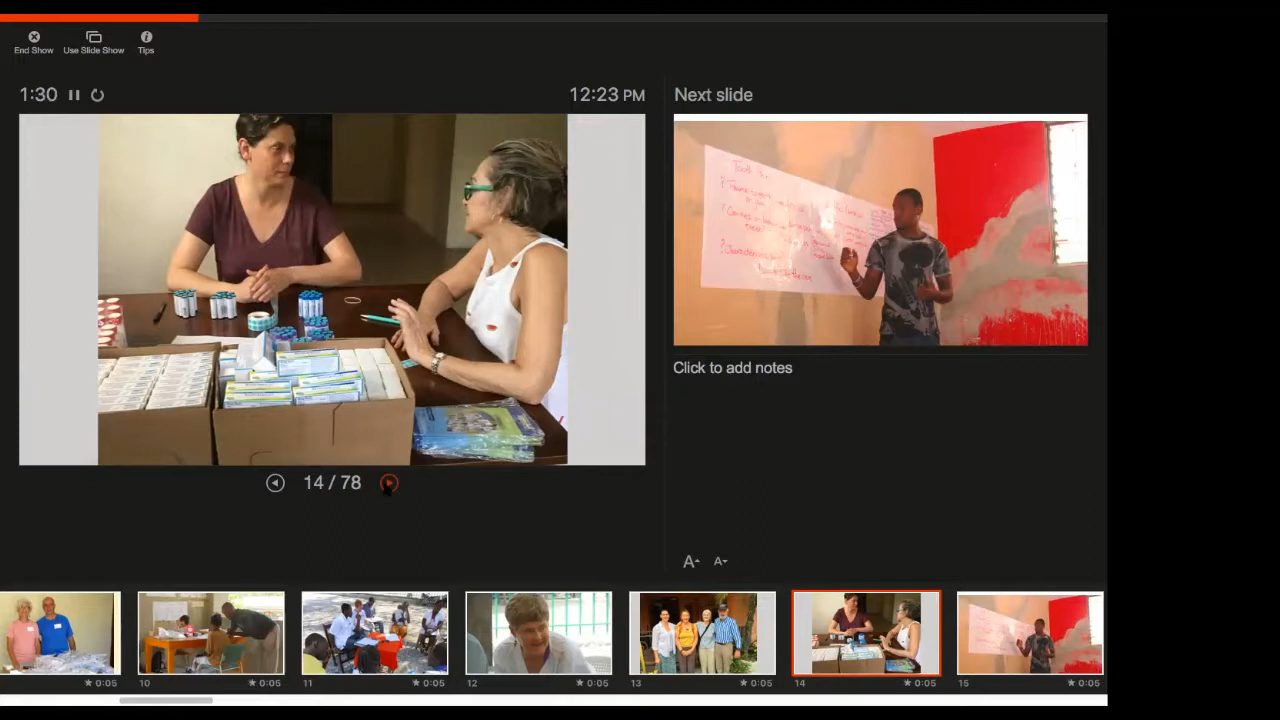 End Show
Use Slide Show
Tips
1:30
12:23 PM
Next slide
14 / 78
Click to add notes
A A
10 ★ 0:05
11 ★ 0:05
12 ★ 0:05
13 ★ 0:05
14 ★ 0:05
15 ★ 0:05
★ 0:05